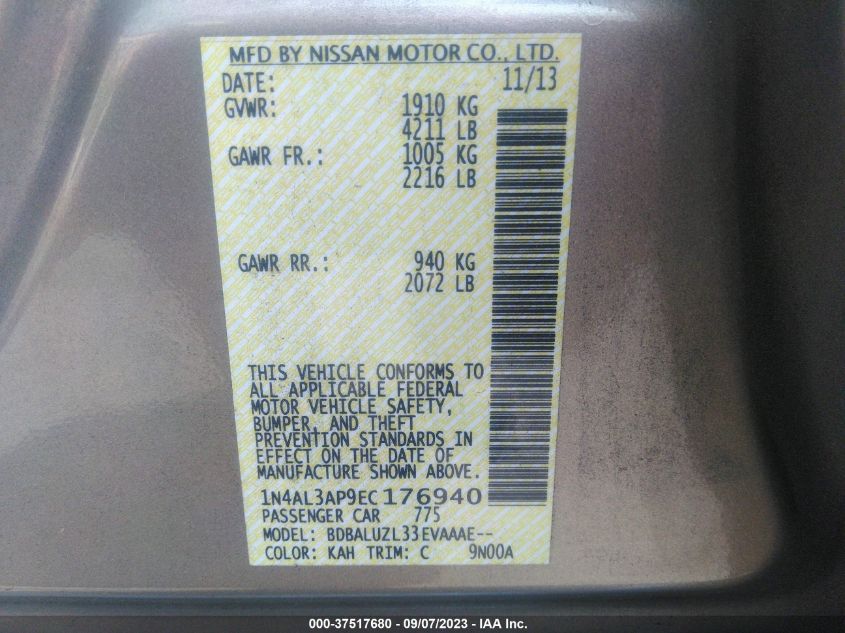 MFD BY NISSAN MOTOR CO., LTD.
DATE: 11/13
GVWR: 1910 KG
4211 LB
GAWR FR.: 1005 KG
2216 LB
GAWR RR.: 940 KG
2072 LB
THIS VEHICLE CONFORMS TO
ALL APPLICABLE FEDERAL
MOTOR VEHICLE SAFETY,
BUMPER, AND THEFT
PREVENTION STANDARDS IN
EFFECT ON THE DATE OF
MANUFACTURE SHOWN ABOVE.
1N4AL3AP9EC176940
PASSENGER CAR 775
MODEL: BDBALUZL33EVAAAE--
COLOR: KAH TRIM: C 9N00A
000-37517680 - 09/07/2023 - IAA Inc.